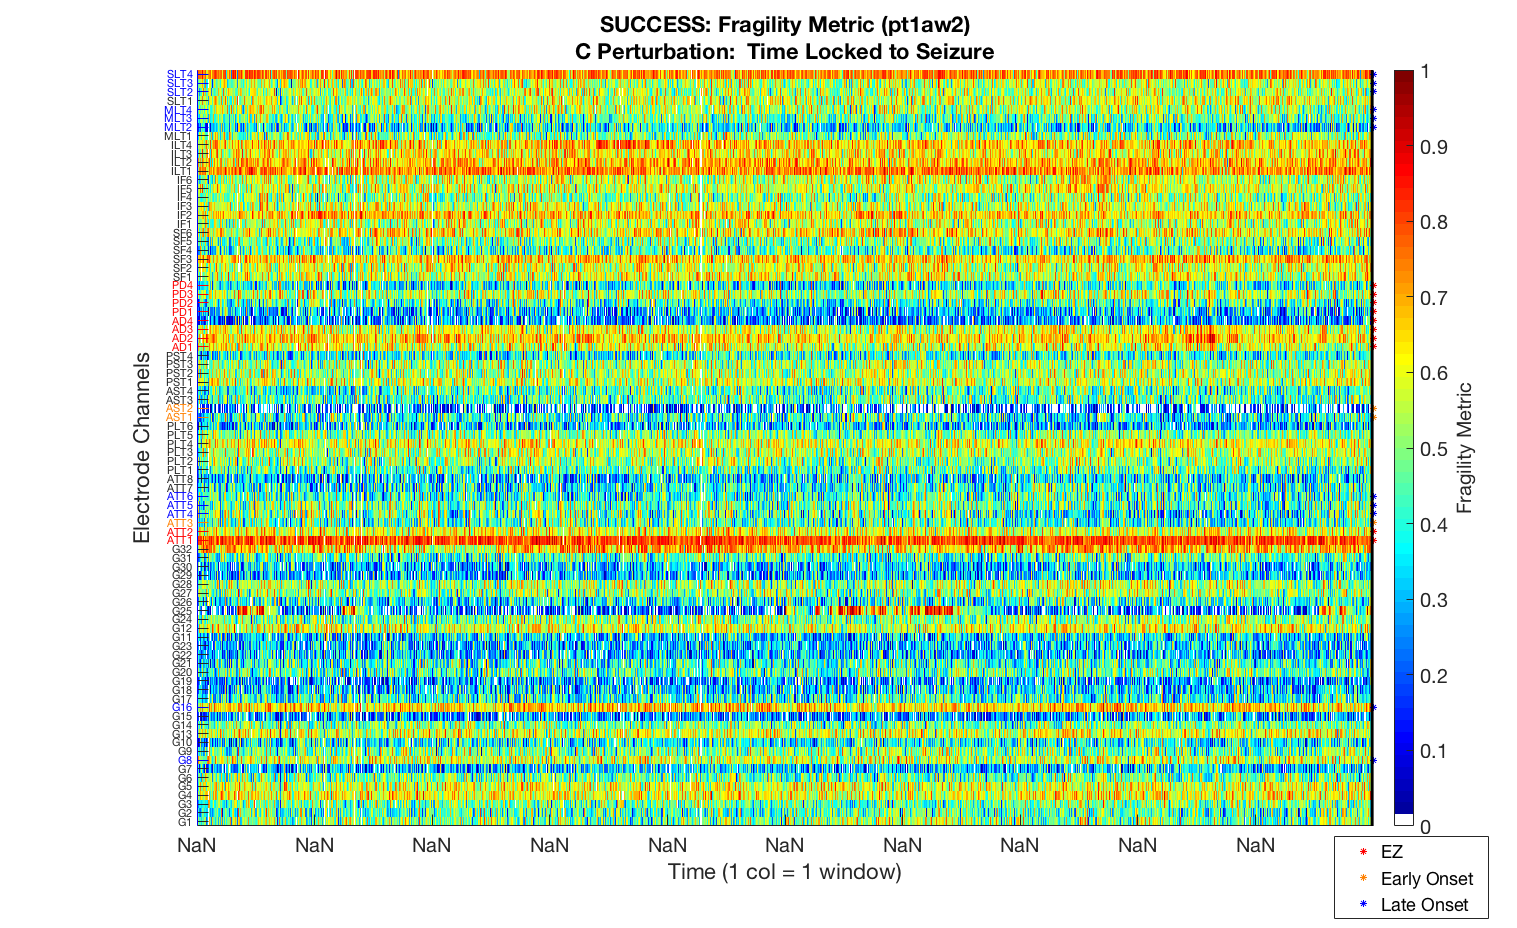 SUCCESS: Fragility Metric (pt1aw2)
C Perturbation: Time Locked to Seizure
Electrode Channels
SLT4
SLT3
SLT2
SLT1
MLT4
MLT3
MLT2
MLT1
ILT4
ILT3
ILT2
ILT1
IF6
IF5
IF4
IF3
IF2
IF1
SF6
SF5
SF4
SF3
SF2
SF1
PD4
PD3
PD2
PD1
AD4
AD3
AD2
AD1
PST4
PST3
PST2
PST1
AST4
AST3
AST2
AST1
PLT6
PLT5
PLT4
PLT3
PLT2
PLT1
ATT8
ATT7
ATT6
ATT5
ATT4
ATT3
ATT2
ATT1
G32
G31
G30
G29
G28
G27
G26
G25
G24
G12
G11
G23
G22
G21
G20
G19
G18
G17
G16
G15
G14
G13
G10
G9
G8
G7
G6
G5
G4
G3
G2
G1
NaN NaN NaN NaN NaN NaN NaN NaN NaN NaN
Time (1 col = 1 window)
1
0.9
0.8
0.7
0.6
0.5
0.4
0.3
0.2
0.1
0
Fragility Metric
EZ
Early Onset
Late Onset